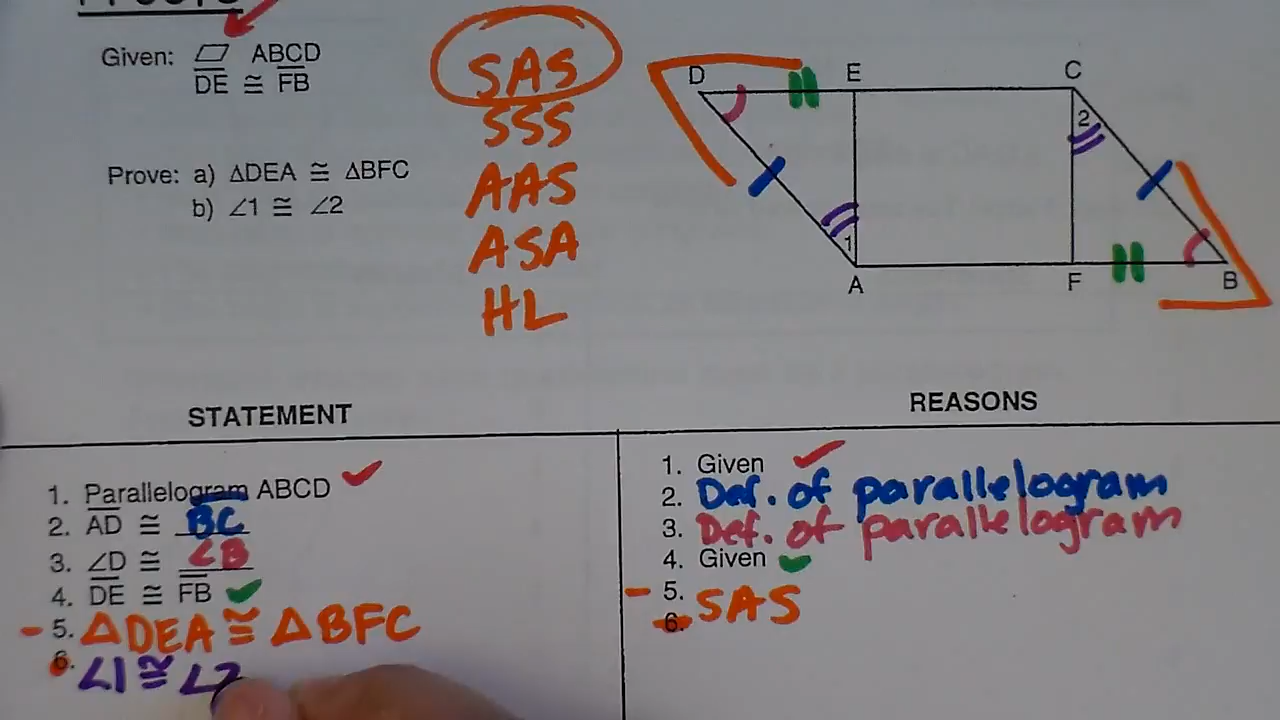 Given: ▱ ABCD
DE ≅ FB
Prove: a) ΔDEA ≅ ΔBFC
b) ∠1 ≅ ∠2
SAS
SSS
AAS
ASA
HL
D E C
2
1
A F B
STATEMENT
1. Parallelogram ABCD
2. AD ≅ BC
3. ∠D ≅ ∠B
4. DE ≅ FB
5. ΔDEA ≅ ΔBFC
6. ∠1 ≅ ∠2
REASONS
1. Given
2. Def. of parallelogram
3. Def. of parallelogram
4. Given
5. SAS
6.